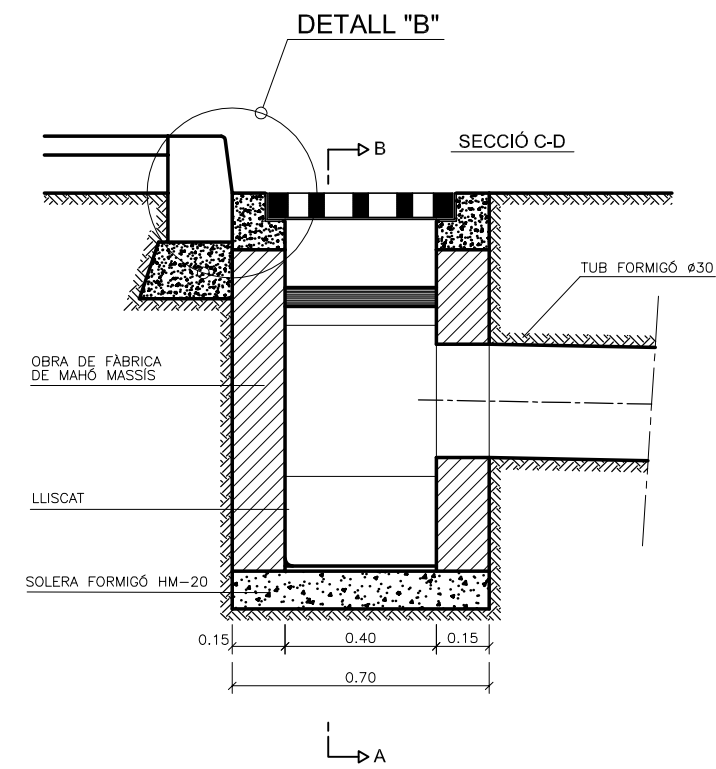 DETALL "B"
B
SECCIÓ C-D
TUB FORMIGÓ ø30
OBRA DE FÀBRICA
DE MAHÓ MASSÍS
LLISCAT
SOLERA FORMIGÓ HM-20
0.15
0.40
0.15
0.70
A